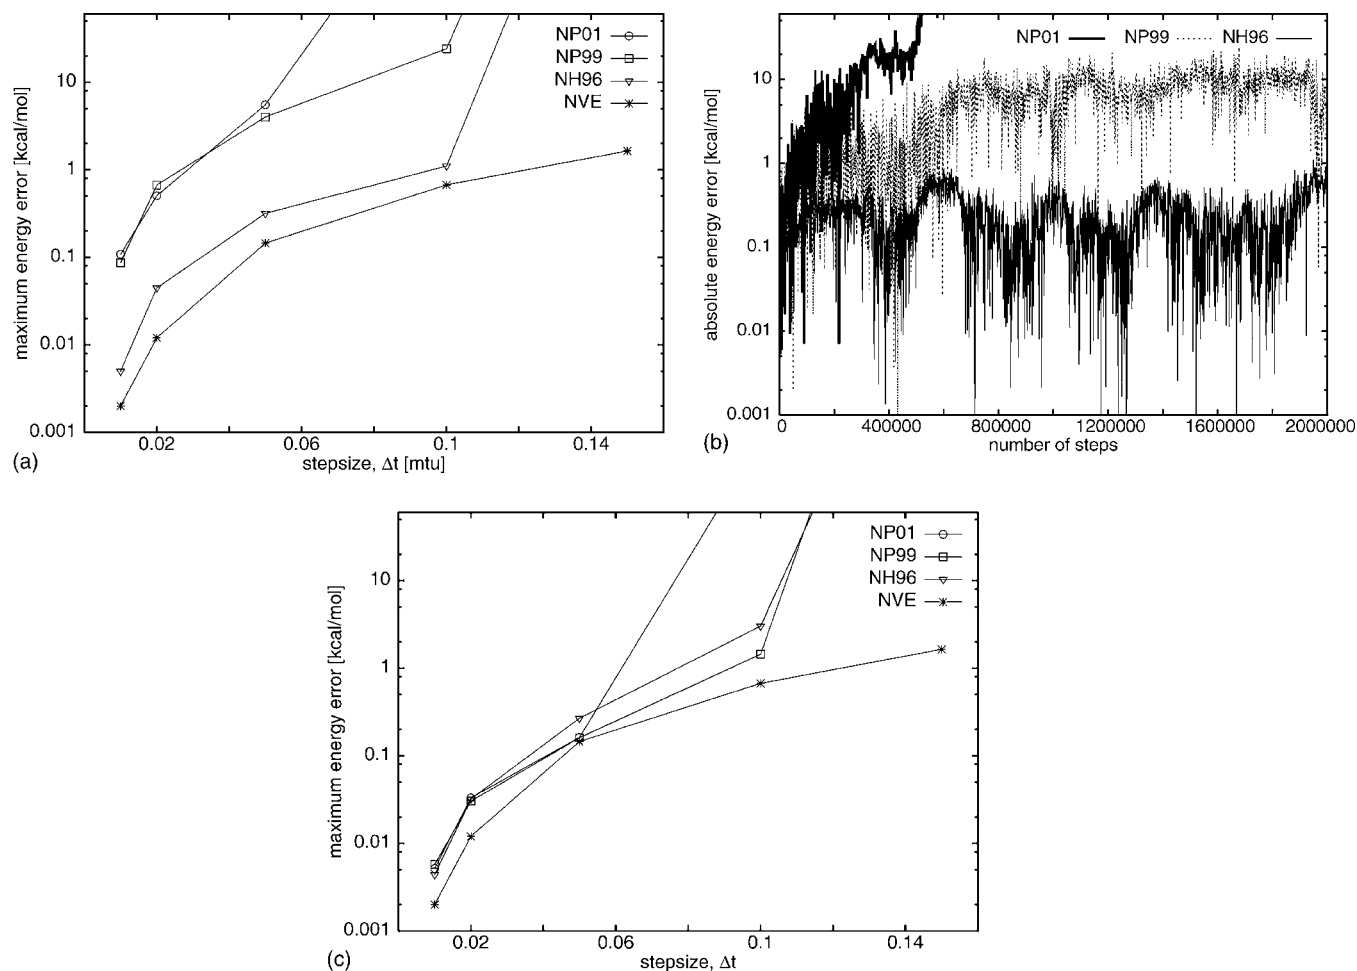 maximum energy error [kcal/mol]
10
1
0.1
0.01
0.001
0.02
0.06
0.1
0.14
stepsize, Δt [mtu]
NP01
NP99
NH96
NVE
(a)
absolute energy error [kcal/mol]
10
1
0.1
0.01
0.001
0
400000
800000
1200000
1600000
2000000
number of steps
NP01
NP99
NH96
(b)
maximum energy error [kcal/mol]
10
1
0.1
0.01
0.001
0.02
0.06
0.1
0.14
stepsize, Δt
NP01
NP99
NH96
NVE
(c)